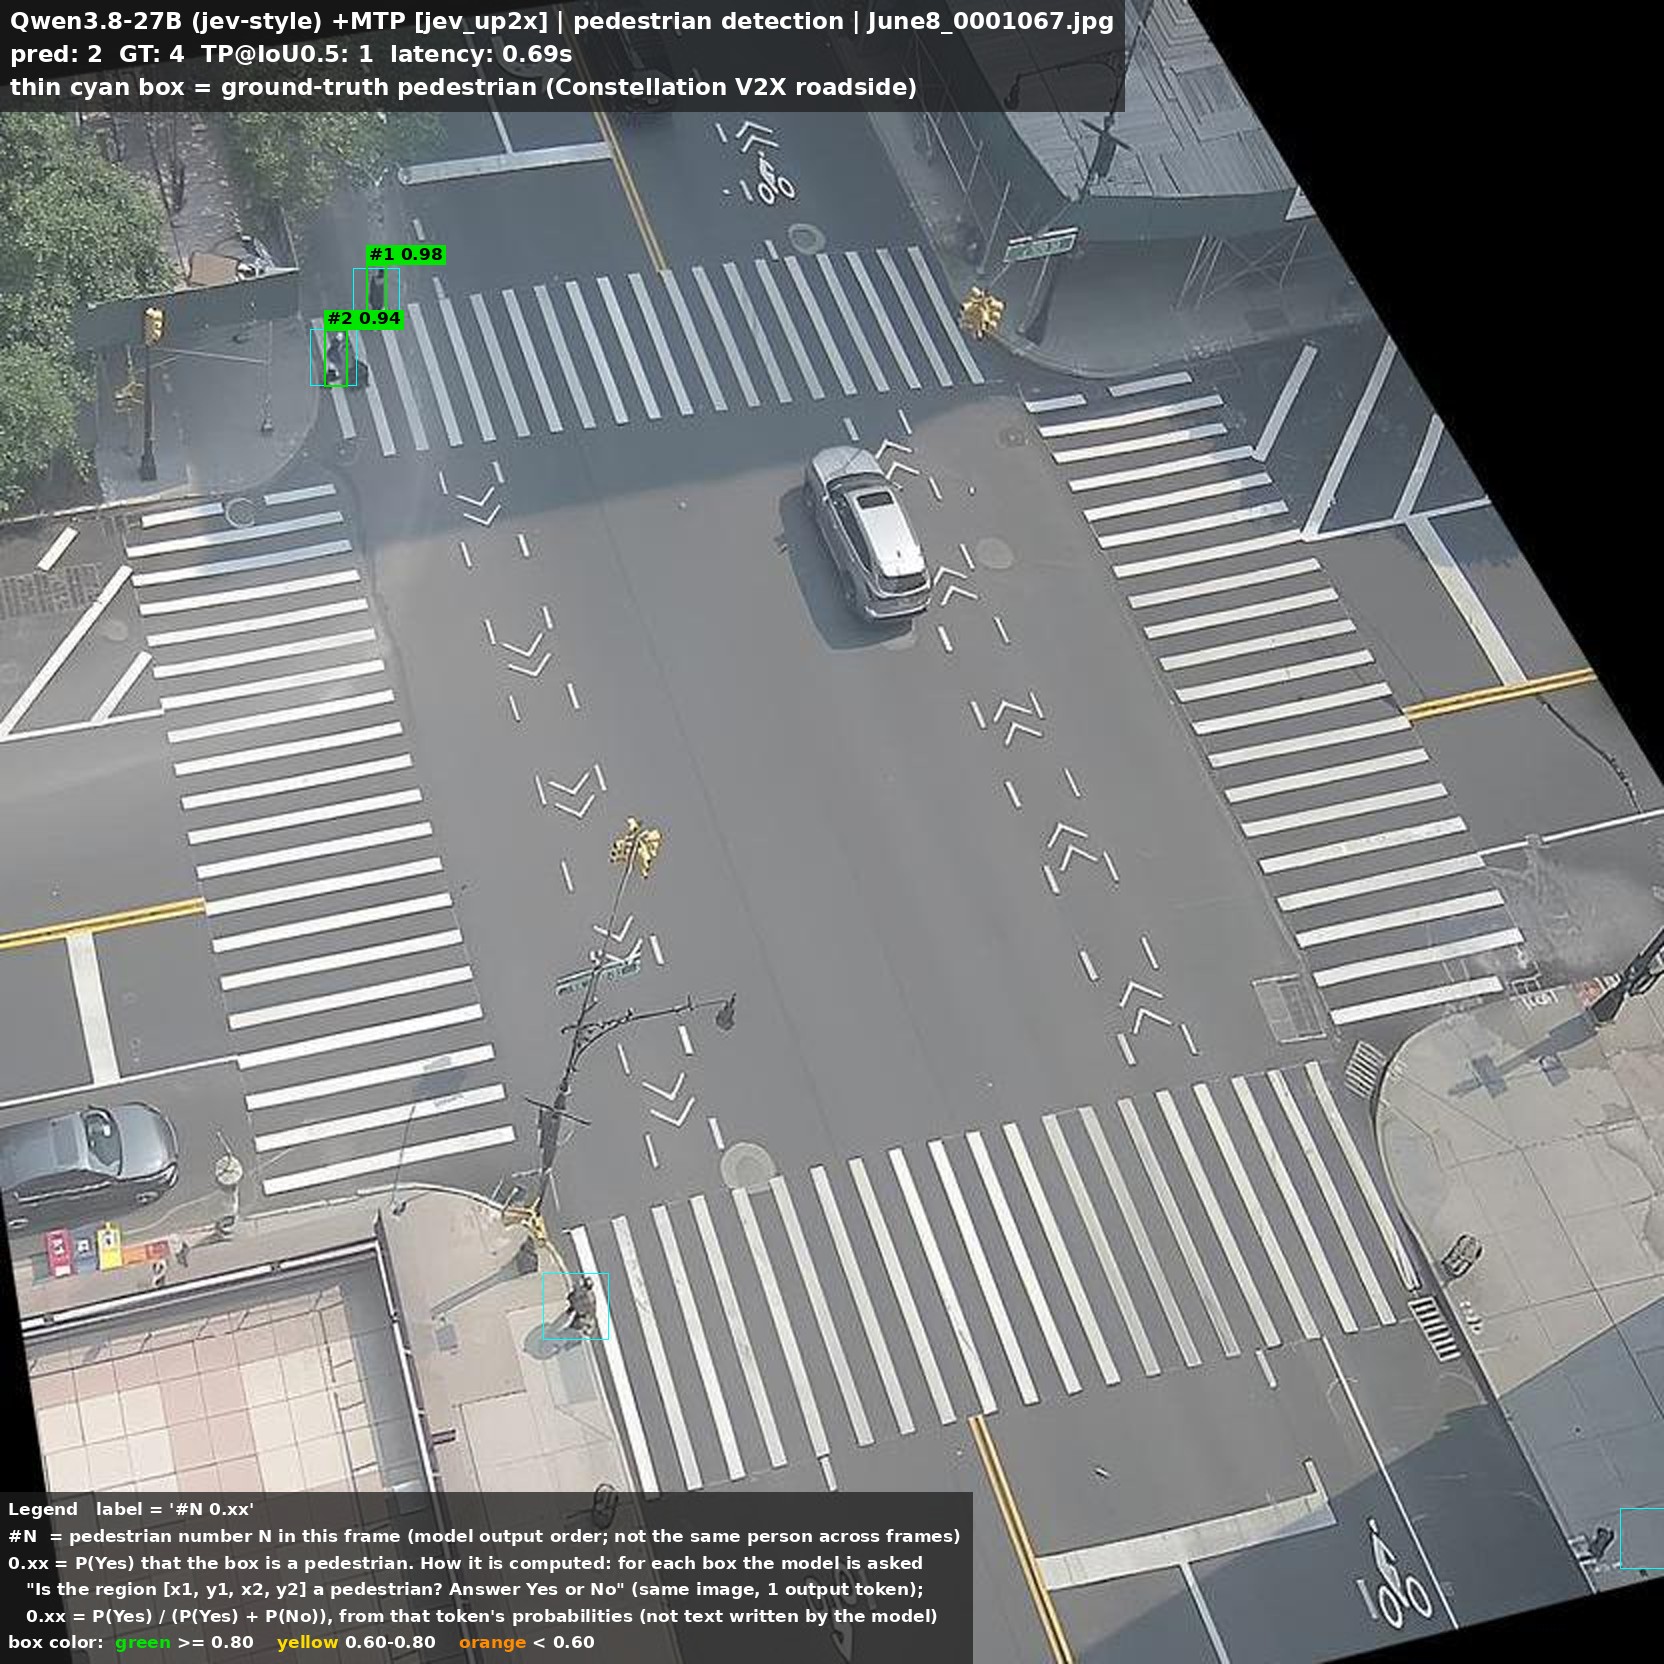 Qwen3.8-27B (jev-style) +MTP [jev_up2x] | pedestrian detection | June8_0001067.jpg
pred: 2  GT: 4  TP@IoU0.5: 1  latency: 0.69s
thin cyan box = ground-truth pedestrian (Constellation V2X roadside)
#1 0.98
#2 0.94
Legend   label = '#N 0.xx'
#N  = pedestrian number N in this frame (model output order; not the same person across frames)
0.xx = P(Yes) that the box is a pedestrian. How it is computed: for each box the model is asked
"Is the region [x1, y1, x2, y2] a pedestrian? Answer Yes or No" (same image, 1 output token);
0.xx = P(Yes) / (P(Yes) + P(No)), from that token's probabilities (not text written by the model)
box color:  green >= 0.80    yellow 0.60-0.80    orange < 0.60